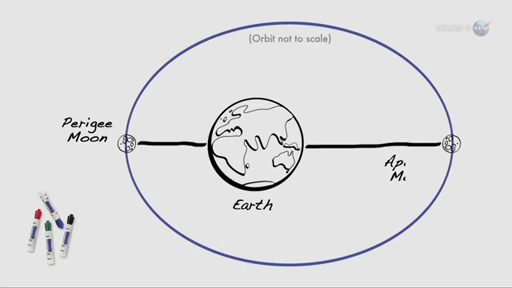 (Orbit not to scale)
Perigee
Moon
Ap.
M.
Earth